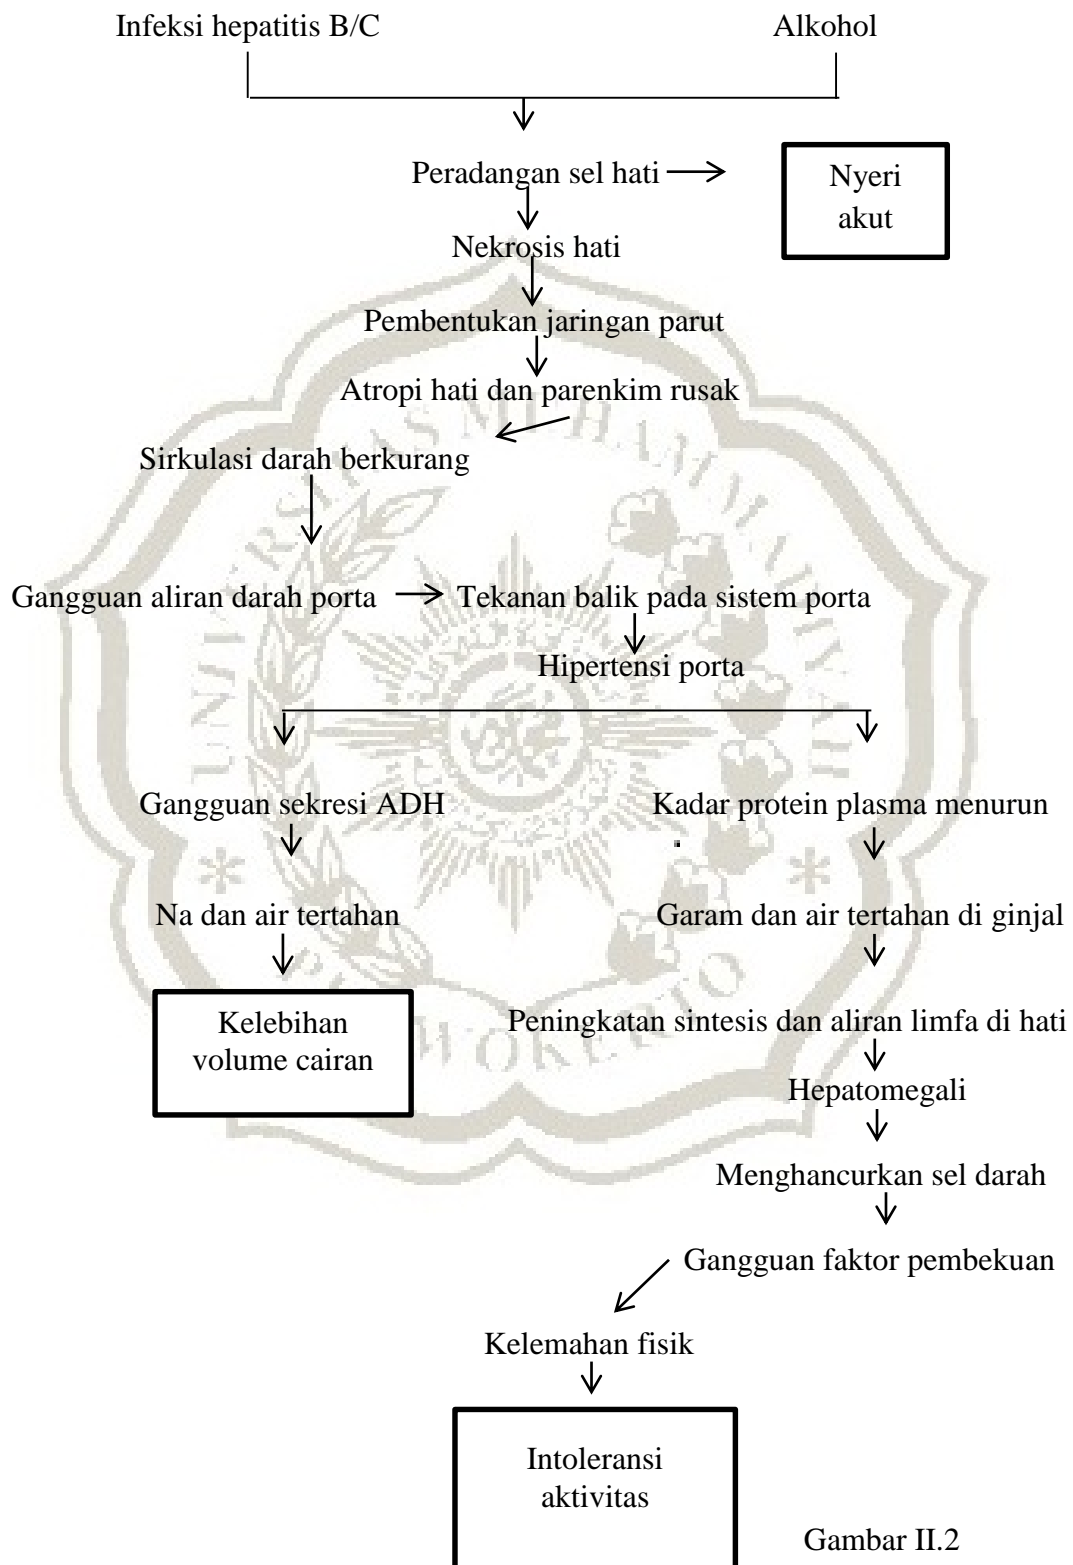 Infeksi hepatitis B/C
Alkohol
Peradangan sel hati
Nyeri
akut
Nekrosis hati
Pembentukan jaringan parut
Atropi hati dan parenkim rusak
Sirkulasi darah berkurang
Gangguan aliran darah porta
Tekanan balik pada sistem porta
Hipertensi porta
Gangguan sekresi ADH
Kadar protein plasma menurun
Na dan air tertahan
Garam dan air tertahan di ginjal
Kelebihan
volume cairan
Peningkatan sintesis dan aliran limfa di hati
Hepatomegali
Menghancurkan sel darah
Gangguan faktor pembekuan
Kelemahan fisik
Intoleransi
aktivitas
Gambar II.2
UNIVERSITAS MUHAMMADIYAH
PURWOKERTO